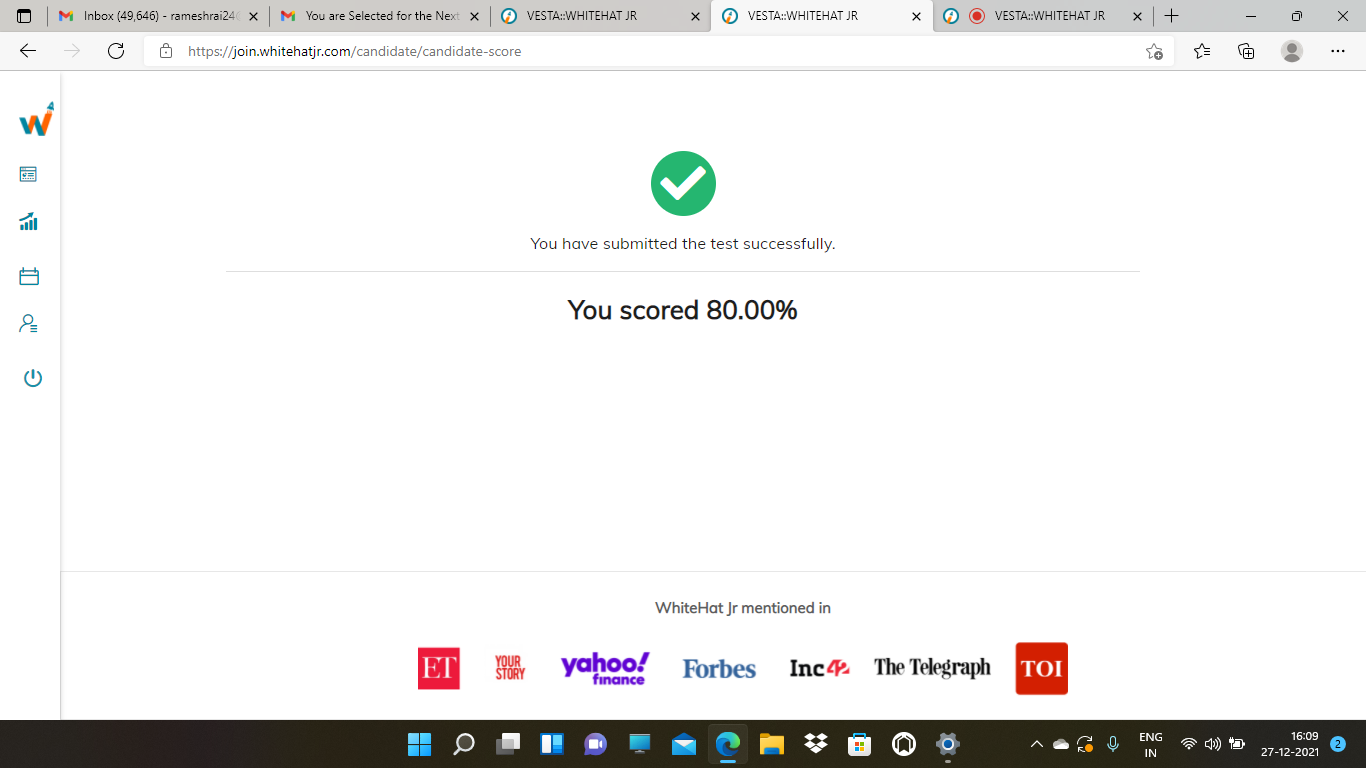 Inbox (49,646) - rameshrai24
You are Selected for the Next
VESTA::WHITEHAT JR
VESTA::WHITEHAT JR
VESTA::WHITEHAT JR
https://join.whitehatjr.com/candidate/candidate-score
W
You have submitted the test successfully.
You scored 80.00%
WhiteHat Jr mentioned in
ET
YOUR
STORY
yahoo!
finance
Forbes
Inc42
The Telegraph
TOI
ENG
IN
16:09
27-12-2021
2